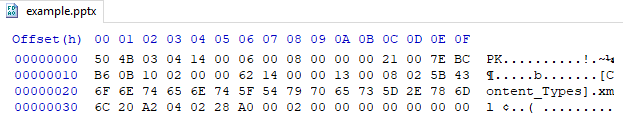 example.pptx
Offset(h) 00 01 02 03 04 05 06 07 08 09 0A 0B 0C 0D 0E 0F
00000000 50 4B 03 04 14 00 06 00 08 00 00 00 21 00 7E BC PK..........!.~¼
00000010 B6 0B 10 02 00 00 62 14 00 00 13 00 08 02 5B 43 ¶.....b.......[C
00000020 6F 6E 74 65 6E 74 5F 54 79 70 65 73 5D 2E 78 6D ontent_Types].xm
00000030 6C 20 A2 04 02 28 A0 00 02 00 00 00 00 00 00 00 l ¢..( .........